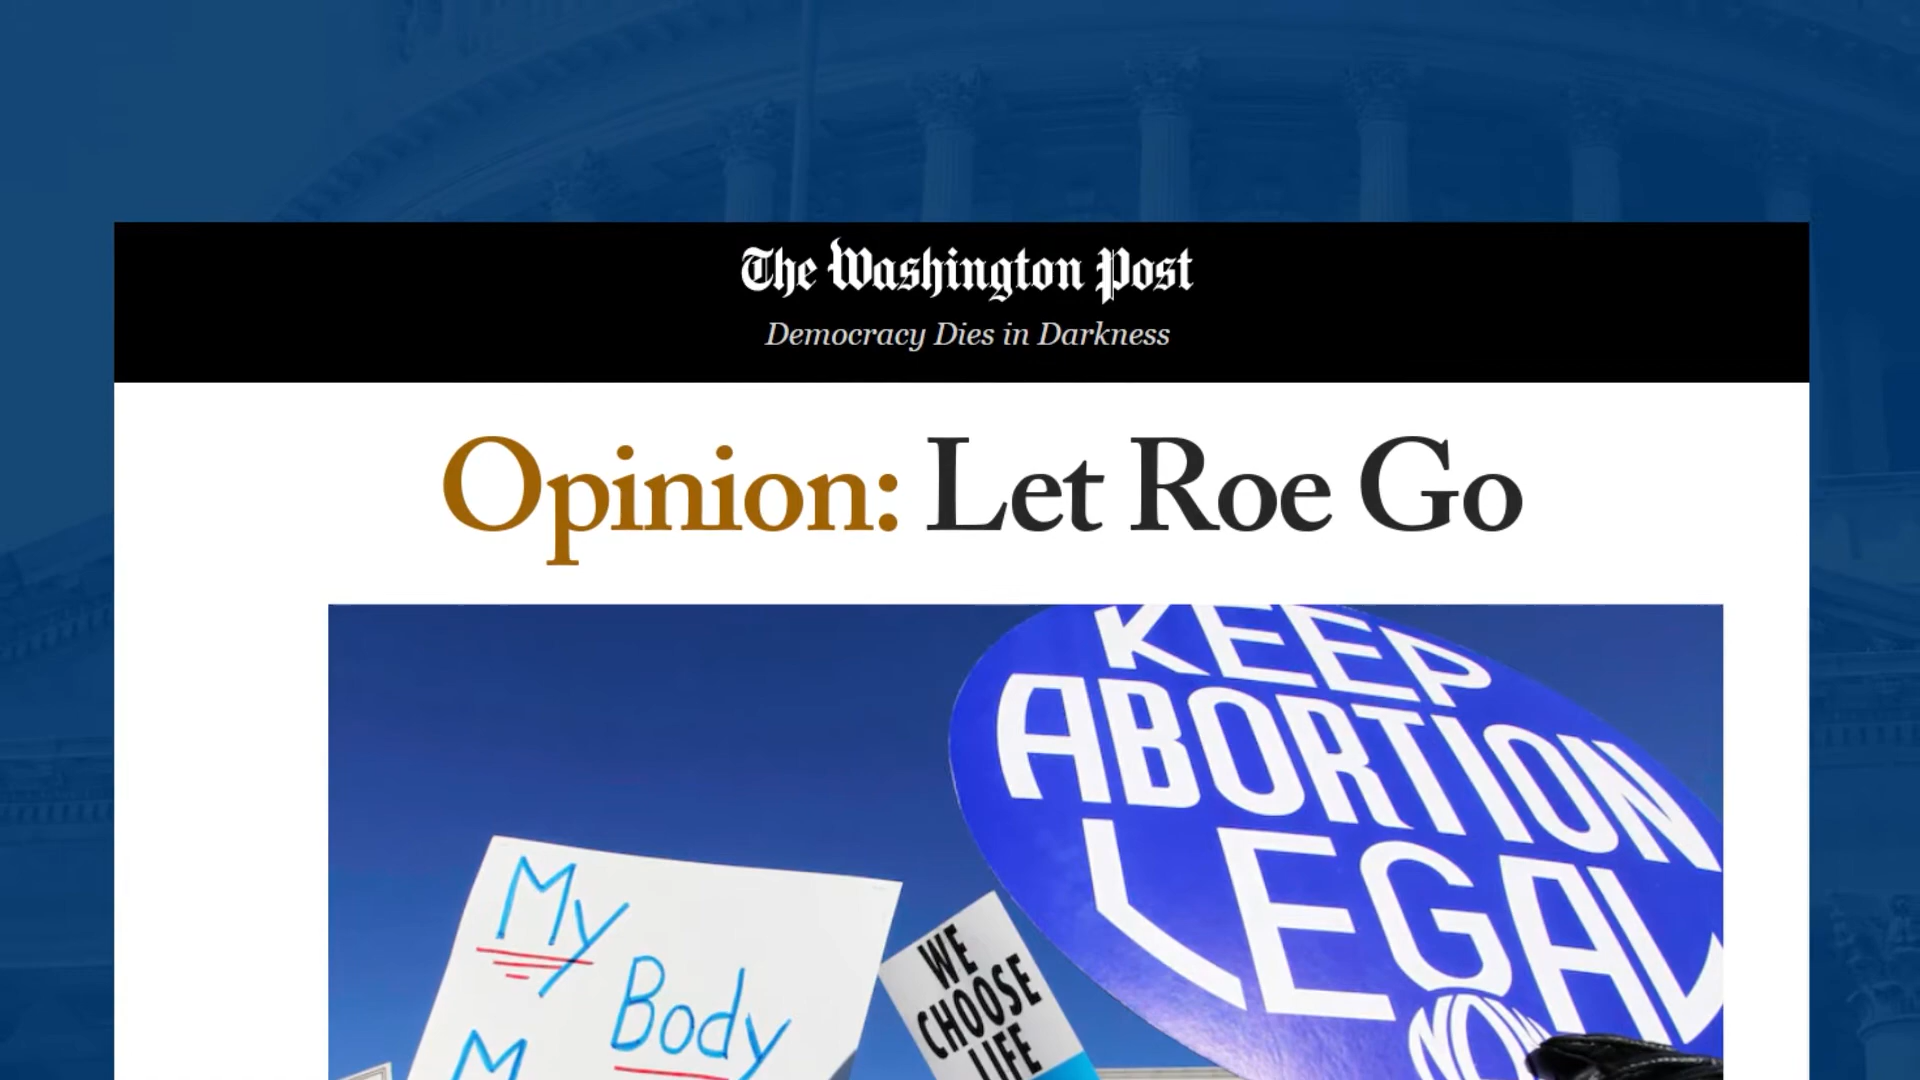 The Washington Post
Democracy Dies in Darkness
Opinion: Let Roe Go
KEEP
ABORTION
LEGAL
NOW
My
Body
M
WE
CHOOSE
LIFE